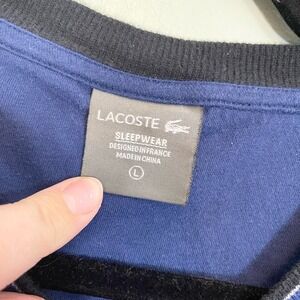 LACOSTE
SLEEPWEAR
DESIGNED IN FRANCE
MADE IN CHINA
L